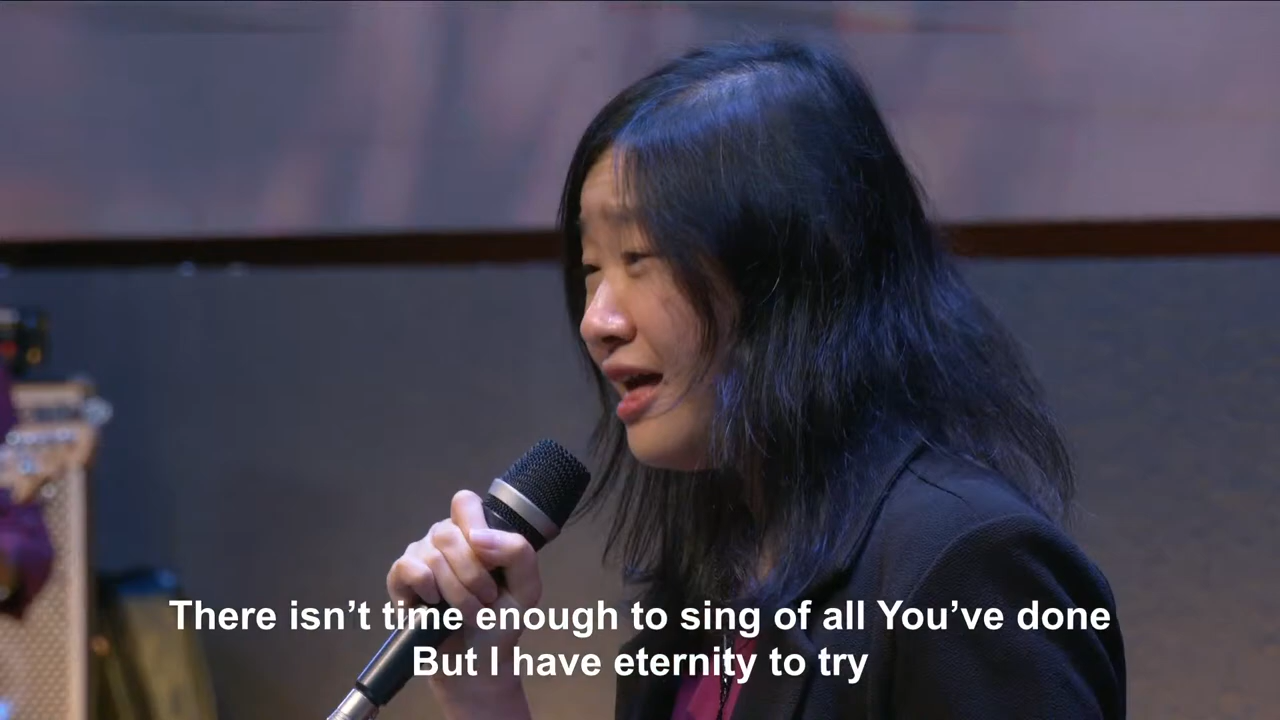 There isn’t time enough to sing of all You’ve done
But I have eternity to try